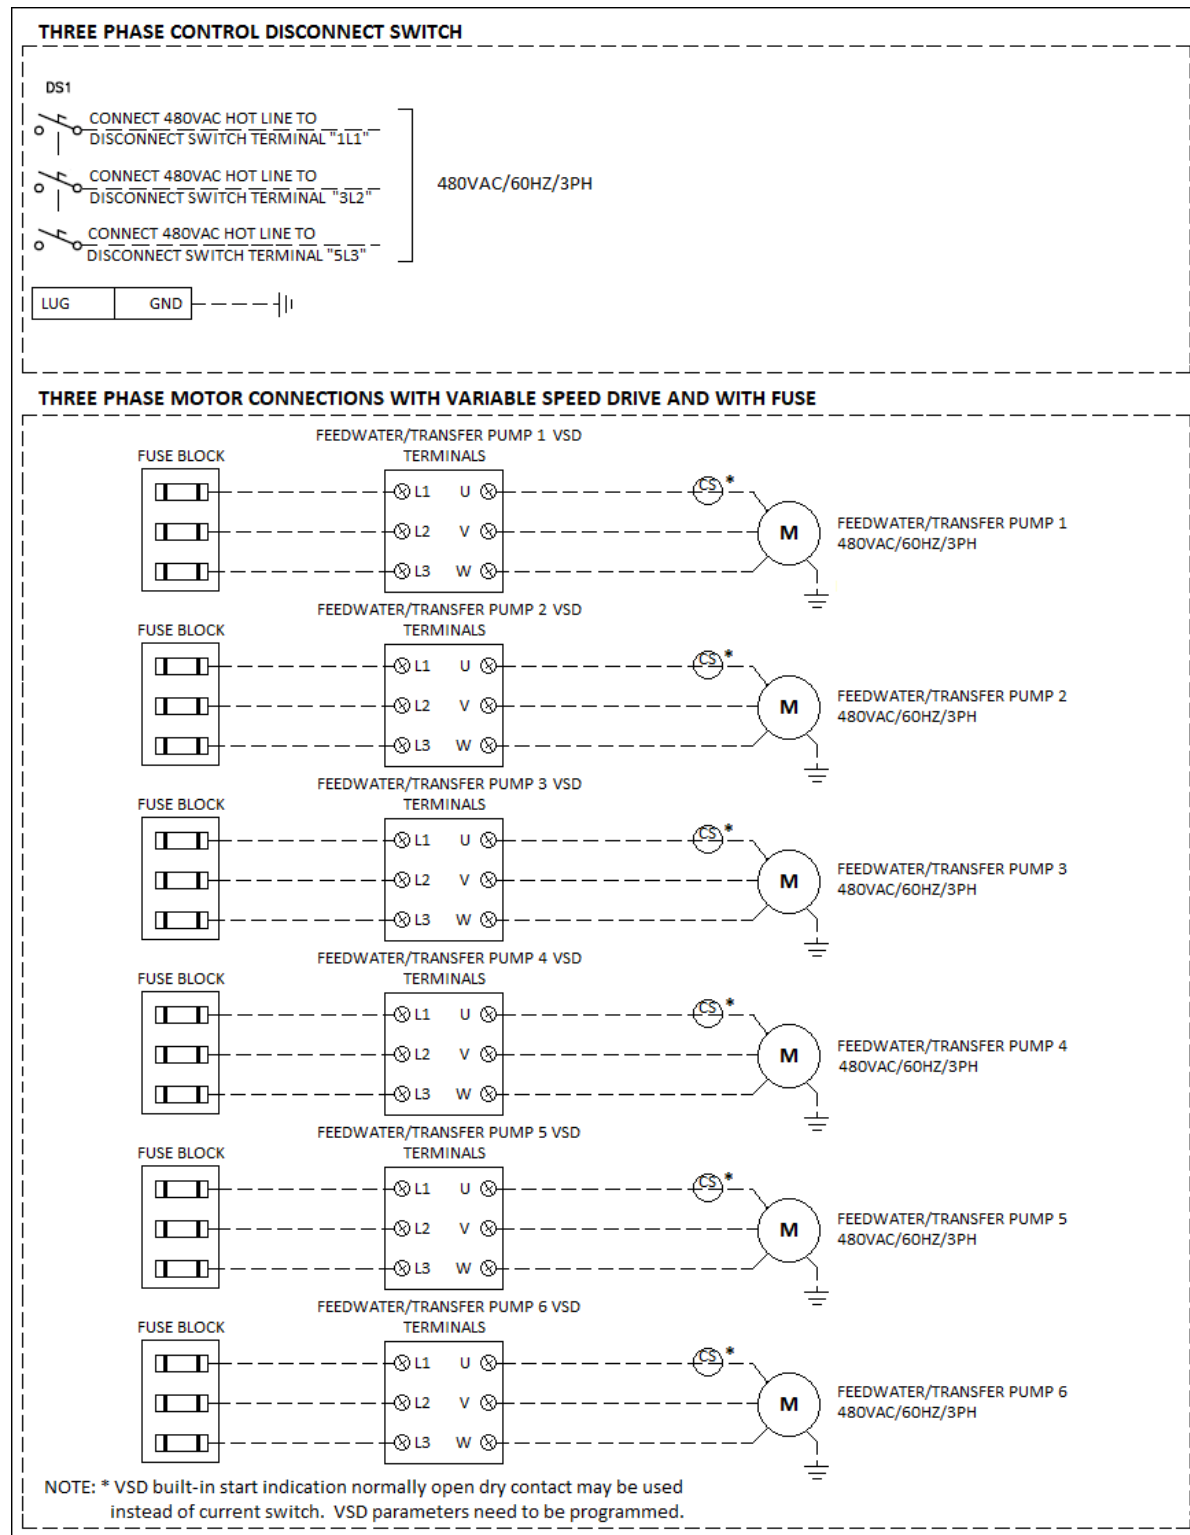 THREE PHASE CONTROL DISCONNECT SWITCH
DS1
CONNECT 480VAC HOT LINE TO
DISCONNECT SWITCH TERMINAL "1L1"
CONNECT 480VAC HOT LINE TO
DISCONNECT SWITCH TERMINAL "3L2"
480VAC/60HZ/3PH
CONNECT 480VAC HOT LINE TO
DISCONNECT SWITCH TERMINAL "5L3"
LUG GND
THREE PHASE MOTOR CONNECTIONS WITH VARIABLE SPEED DRIVE AND WITH FUSE
FEEDWATER/TRANSFER PUMP 1 VSD
FUSE BLOCK TERMINALS
L1 U CS *
L2 V M
L3 W
FEEDWATER/TRANSFER PUMP 1
480VAC/60HZ/3PH
FEEDWATER/TRANSFER PUMP 2 VSD
FUSE BLOCK TERMINALS
L1 U CS *
L2 V M
L3 W
FEEDWATER/TRANSFER PUMP 2
480VAC/60HZ/3PH
FEEDWATER/TRANSFER PUMP 3 VSD
FUSE BLOCK TERMINALS
L1 U CS *
L2 V M
L3 W
FEEDWATER/TRANSFER PUMP 3
480VAC/60HZ/3PH
FEEDWATER/TRANSFER PUMP 4 VSD
FUSE BLOCK TERMINALS
L1 U CS *
L2 V M
L3 W
FEEDWATER/TRANSFER PUMP 4
480VAC/60HZ/3PH
FEEDWATER/TRANSFER PUMP 5 VSD
FUSE BLOCK TERMINALS
L1 U CS *
L2 V M
L3 W
FEEDWATER/TRANSFER PUMP 5
480VAC/60HZ/3PH
FEEDWATER/TRANSFER PUMP 6 VSD
FUSE BLOCK TERMINALS
L1 U CS *
L2 V M
L3 W
FEEDWATER/TRANSFER PUMP 6
480VAC/60HZ/3PH
NOTE: * VSD built-in start indication normally open dry contact may be used
instead of current switch. VSD parameters need to be programmed.